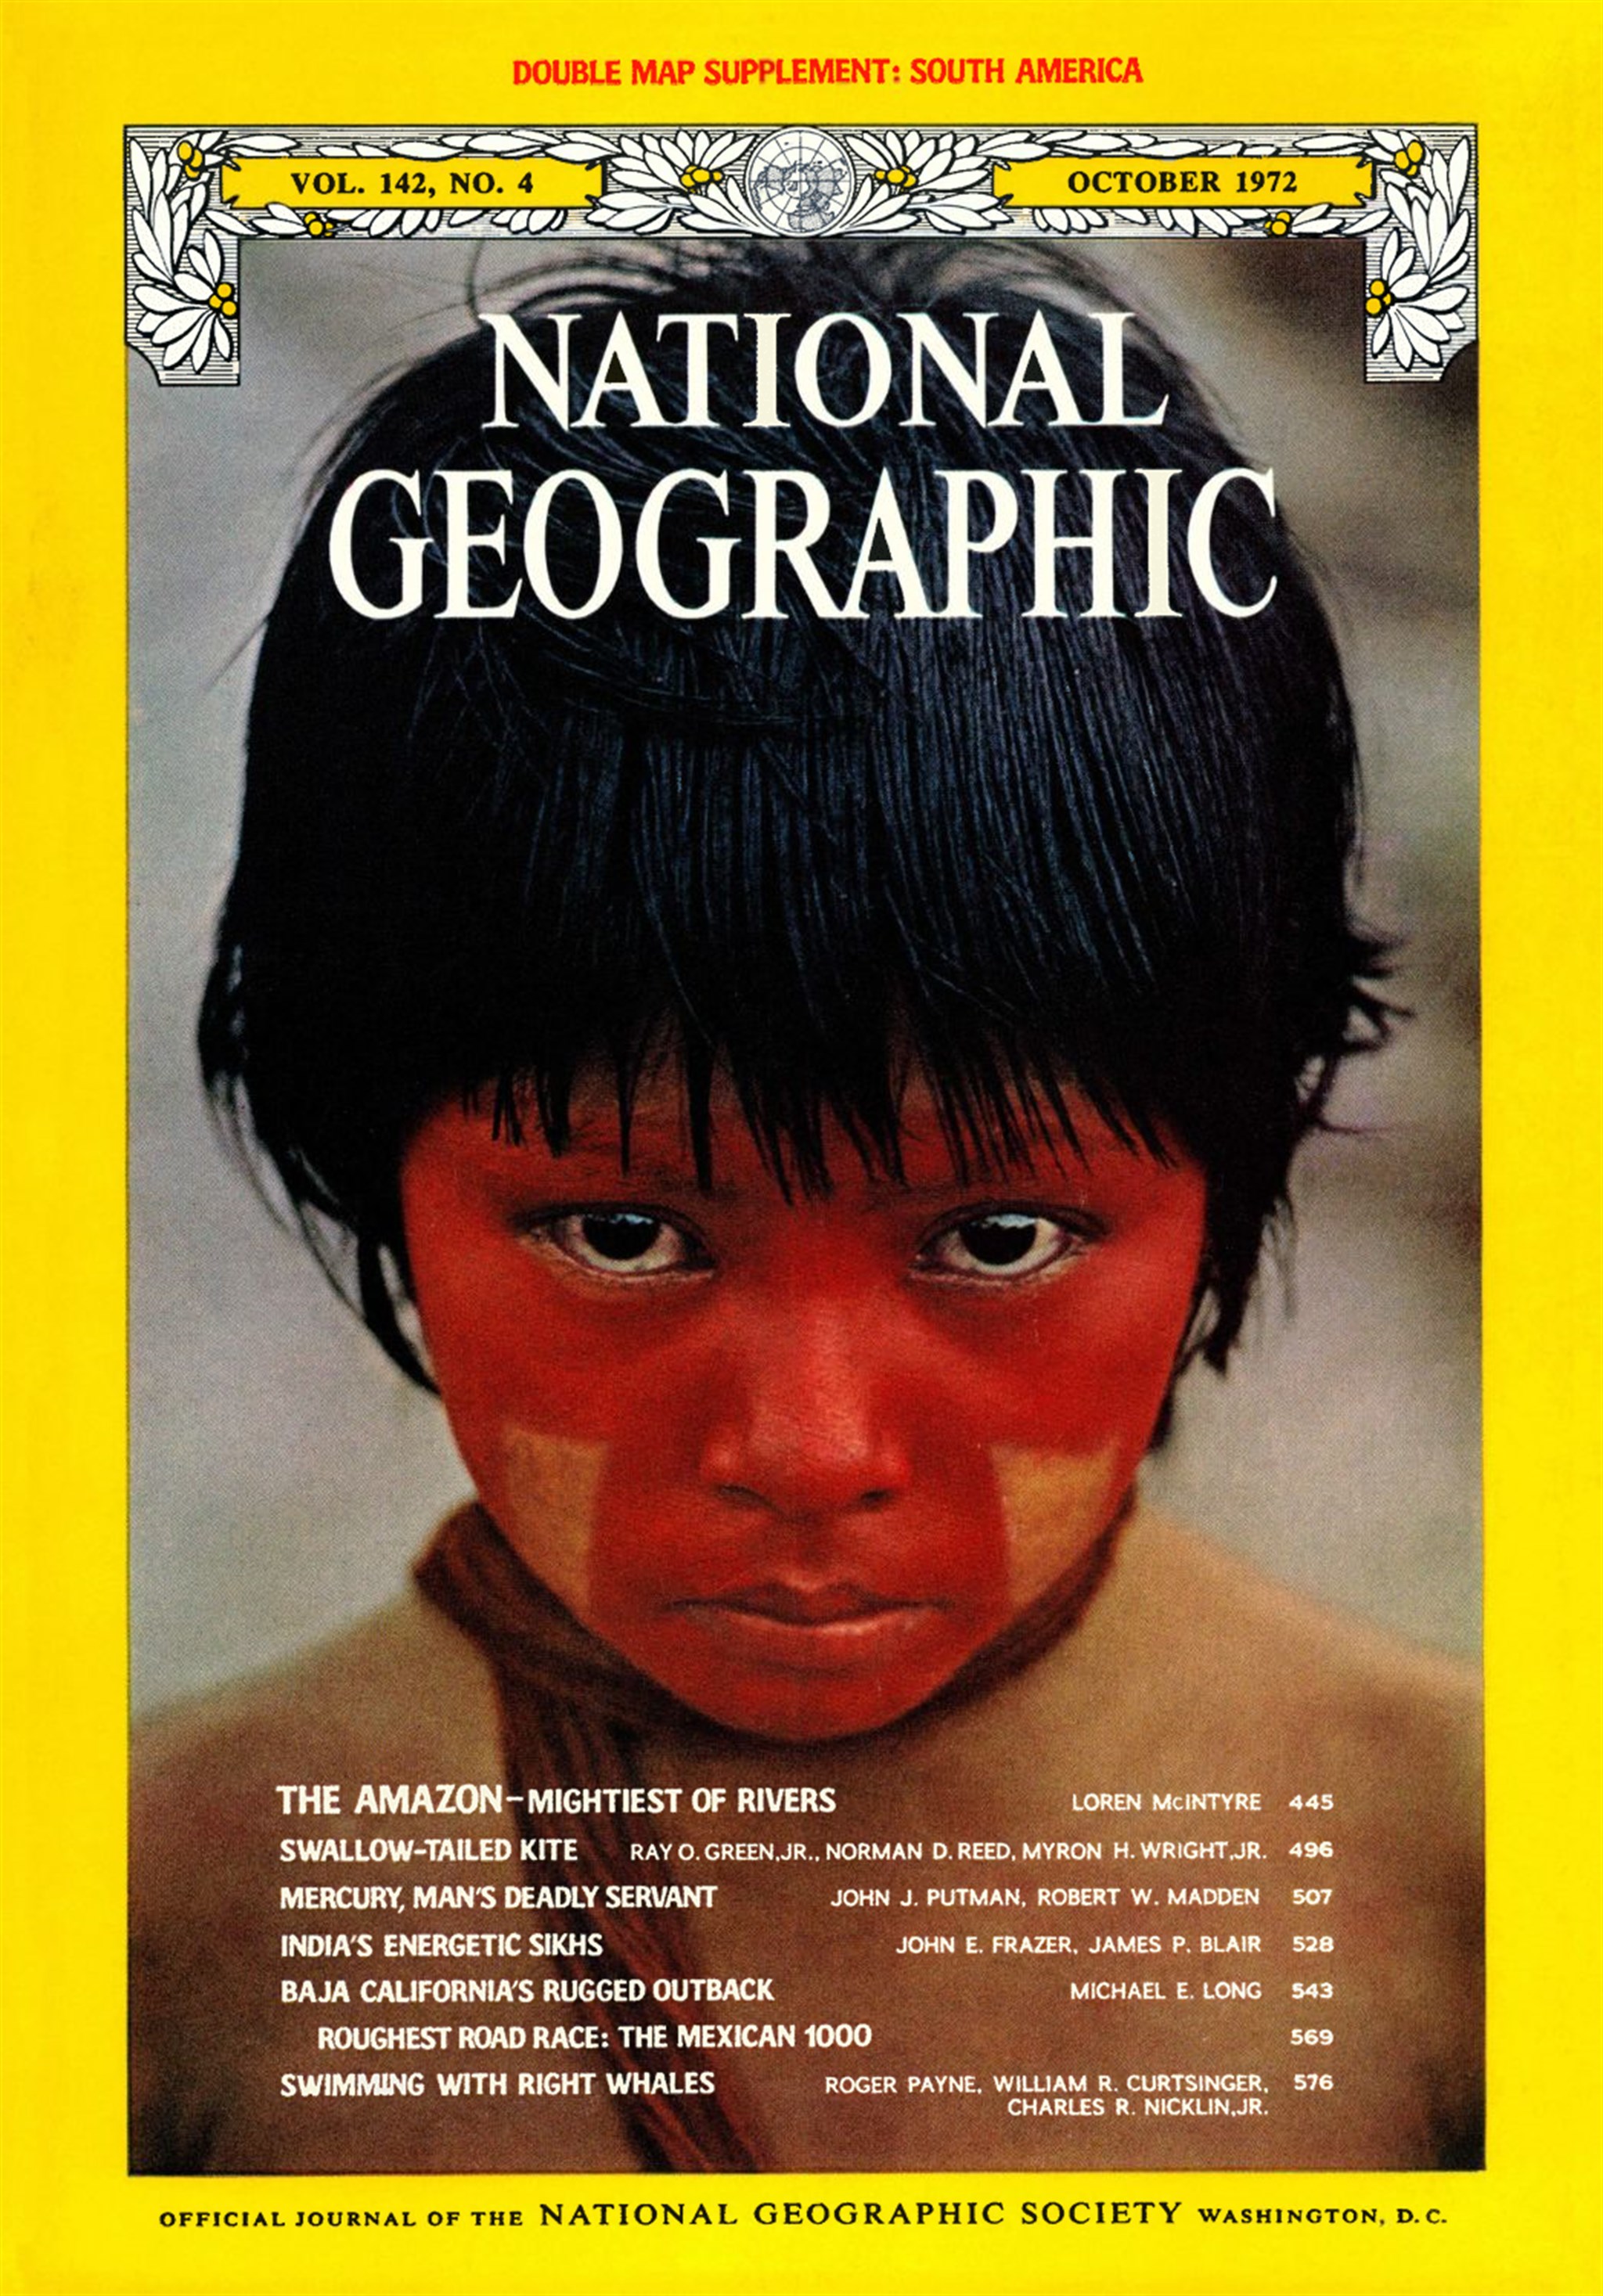 DOUBLE MAP SUPPLEMENT: SOUTH AMERICA
VOL. 142, NO. 4 OCTOBER 1972
NATIONAL
GEOGRAPHIC
THE AMAZON–MIGHTIEST OF RIVERS LOREN McINTYRE 445
SWALLOW-TAILED KITE RAY O. GREEN, JR., NORMAN D. REED, MYRON H. WRIGHT, JR. 496
MERCURY, MAN'S DEADLY SERVANT JOHN J. PUTMAN, ROBERT W. MADDEN 507
INDIA'S ENERGETIC SIKHS JOHN E. FRAZER, JAMES P. BLAIR 528
BAJA CALIFORNIA'S RUGGED OUTBACK MICHAEL E. LONG 543
ROUGHEST ROAD RACE: THE MEXICAN 1000 569
SWIMMING WITH RIGHT WHALES ROGER PAYNE, WILLIAM R. CURTSINGER, 576
CHARLES R. NICKLIN, JR.
OFFICIAL JOURNAL OF THE NATIONAL GEOGRAPHIC SOCIETY WASHINGTON, D.C.